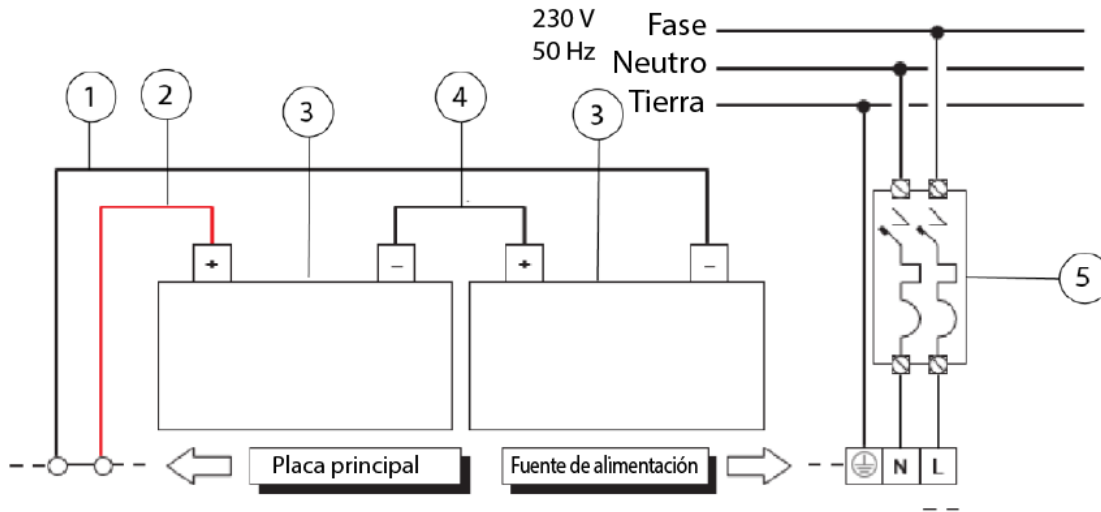 230 V
50 Hz
Fase
Neutro
Tierra
1
2
3
4
3
5
+
−
+
−
Placa principal
Fuente de alimentación
N
L